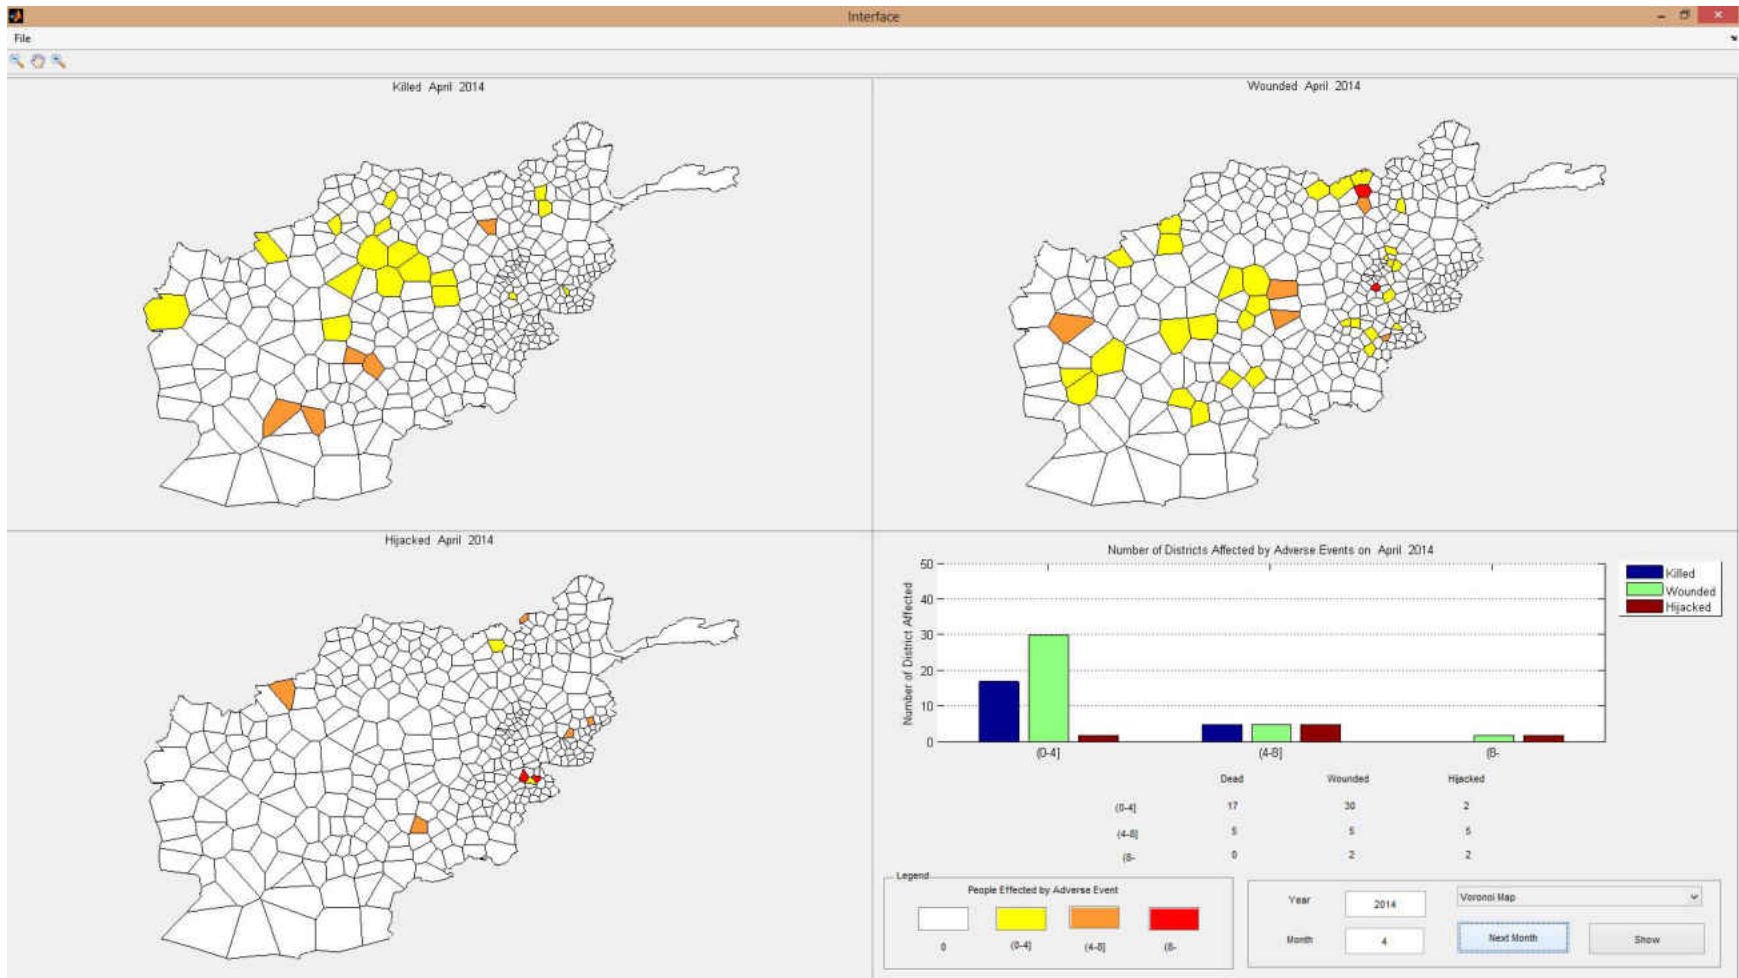 Interface
File
Killed April 2014
Wounded April 2014
Hijacked April 2014
Number of Districts Affected by Adverse Events on April 2014
Number of District Affected
50
40
30
20
10
0
(0-4]
(4-8]
(8-
Killed
Wounded
Hijacked
Dead Wounded Hijacked
(0-4] 17 30 2
(4-8] 5 5 5
(8- 0 2 2
Legend
People Effected by Adverse Event
0 (0-4] (4-8] (8-
Year 2014 Voronoi Map
Month 4 Next Month Show